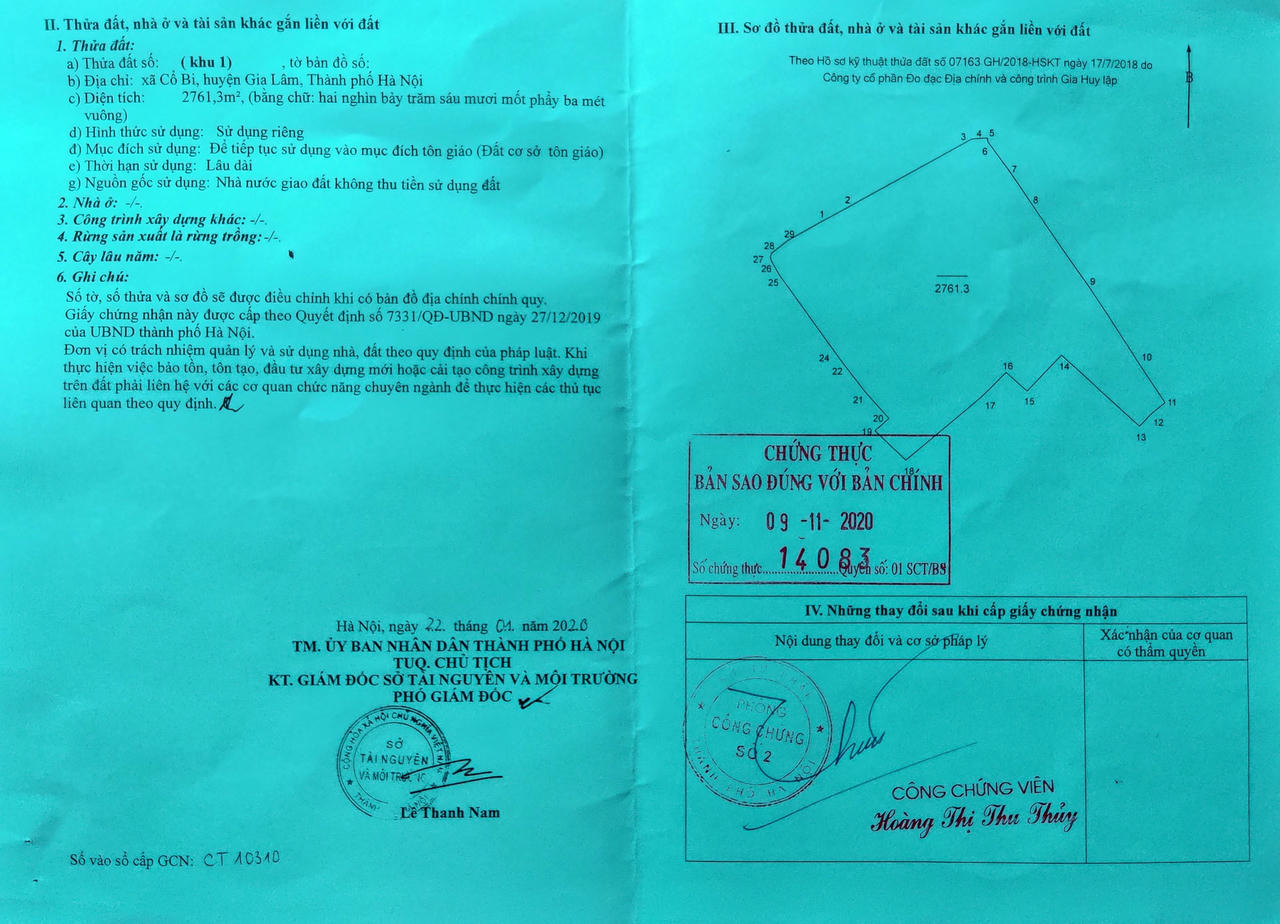 II. Thửa đất, nhà ở và tài sản khác gắn liền với đất
1. Thửa đất:
a) Thửa đất số: ( khu 1) , tờ bản đồ số:
b) Địa chỉ: xã Cổ Bi, huyện Gia Lâm, Thành phố Hà Nội
c) Diện tích: 2761,3m², (bằng chữ: hai nghìn bảy trăm sáu mươi mốt phẩy ba mét
vuông)
d) Hình thức sử dụng: Sử dụng riêng
đ) Mục đích sử dụng: Để tiếp tục sử dụng vào mục đích tôn giáo (Đất cơ sở tôn giáo)
e) Thời hạn sử dụng: Lâu dài
g) Nguồn gốc sử dụng: Nhà nước giao đất không thu tiền sử dụng đất
2. Nhà ở: -/-.
3. Công trình xây dựng khác: -/-.
4. Rừng sản xuất là rừng trồng: -/-.
5. Cây lâu năm: -/-.
6. Ghi chú:
Số tờ, số thửa và sơ đồ sẽ được điều chỉnh khi có bản đồ địa chính chính quy.
Giấy chứng nhận này được cấp theo Quyết định số 7331/QĐ-UBND ngày 27/12/2019
của UBND thành phố Hà Nội.
Đơn vị có trách nhiệm quản lý và sử dụng nhà, đất theo quy định của pháp luật. Khi
thực hiện việc bảo tồn, tôn tạo, đầu tư xây dựng mới hoặc cải tạo công trình xây dựng
trên đất phải liên hệ với các cơ quan chức năng chuyên ngành để thực hiện các thủ tục
liên quan theo quy định.
Hà Nội, ngày 22. tháng 01. năm 2020
TM. ỦY BAN NHÂN DÂN THÀNH PHỐ HÀ NỘI
TUQ. CHỦ TỊCH
KT. GIÁM ĐỐC SỞ TÀI NGUYÊN VÀ MÔI TRƯỜNG
PHÓ GIÁM ĐỐC
CỘNG HÒA XÃ HỘI CHỦ NGHĨA VIỆT NAM
SỞ
TÀI NGUYÊN
VÀ MÔI TRƯỜNG
Lê Thanh Nam
Số vào sổ cấp GCN: CT 10310
III. Sơ đồ thửa đất, nhà ở và tài sản khác gắn liền với đất
Theo Hồ sơ kỹ thuật thửa đất số 07163 GH/2018-HSKT ngày 17/7/2018 do
Công ty cổ phần Đo đạc Địa chính và công trình Gia Huy lập
B
3 4 5
6
7
2
8
1
29
28
27
26
25
9
2761.3
24
22
21
20
19
16
17
15
14
10
11
12
13
18
CHỨNG THỰC
BẢN SAO ĐÚNG VỚI BẢN CHÍNH
Ngày: 09 -11- 2020
Số chứng thực 14083 Quyển số: 01 SCT/BS
IV. Những thay đổi sau khi cấp giấy chứng nhận
Nội dung thay đổi và cơ sở pháp lý
Xác nhận của cơ quan
có thẩm quyền
PHÒNG
CÔNG CHỨNG
SỐ 2
THÀNH PHỐ HÀ NỘI
CÔNG CHỨNG VIÊN
Hoàng Thị Thu Thủy